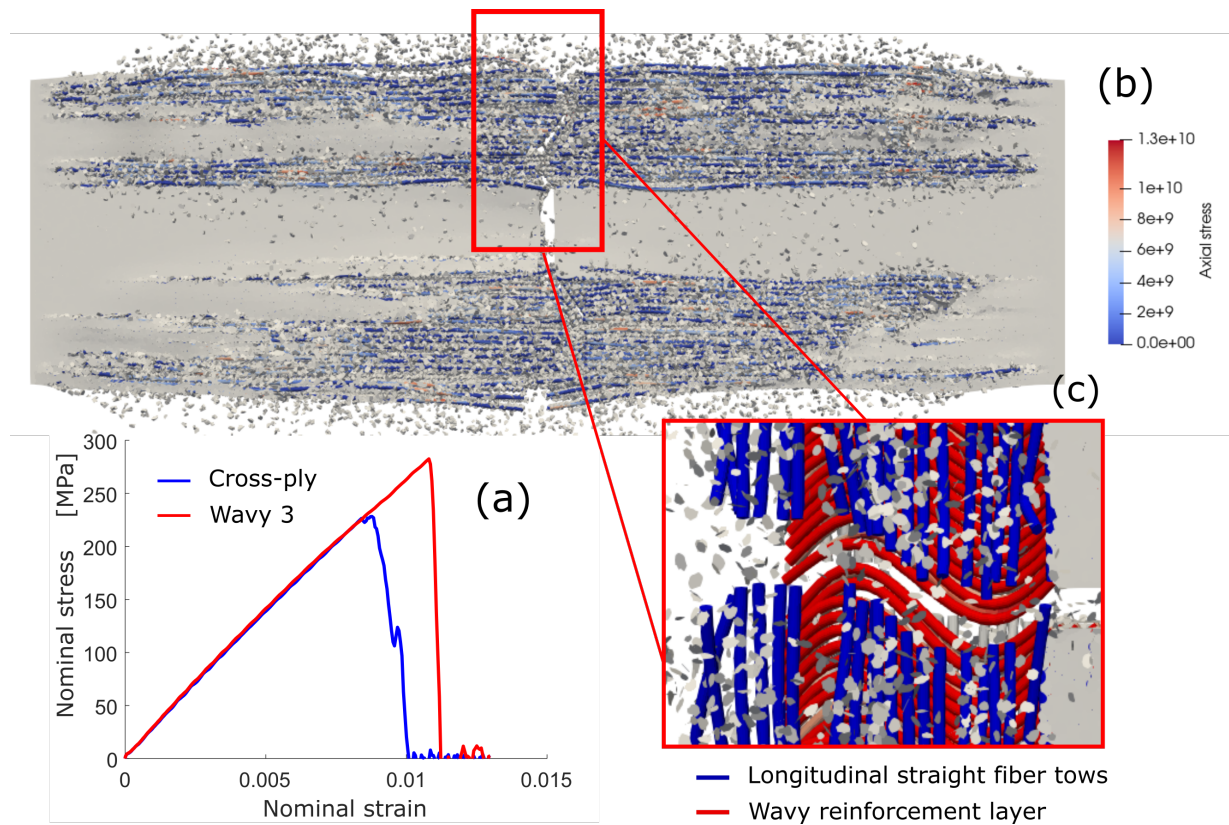 (b)
1.3e+10
1e+10
8e+9
6e+9
4e+9
2e+9
0.0e+00
Axial stress
(c)
300
250
200
150
100
50
0
Nominal stress [MPa]
Cross-ply
Wavy 3
(a)
0 0.005 0.01 0.015
Nominal strain
Longitudinal straight fiber tows
Wavy reinforcement layer